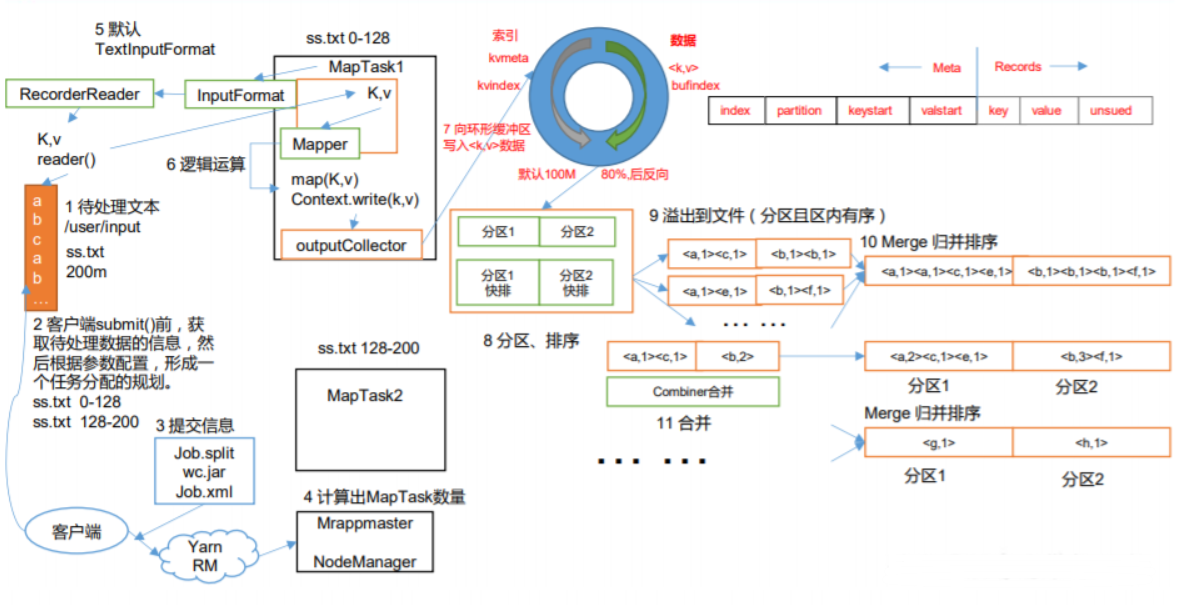 5 默认
TextInputFormat
RecorderReader
InputFormat
K,v
reader()
ss.txt 0-128
MapTask1
K,v
Mapper
6 逻辑运算
map(K,v)
Context.write(k,v)
outputCollector
a
b
c
a
b
...
1 待处理文本
/user/input
ss.txt
200m
2 客户端submit()前，获
取待处理数据的信息，然
后根据参数配置，形成一
个任务分配的规划。
ss.txt 0-128
ss.txt 128-200
3 提交信息
Job.split
wc.jar
Job.xml
客户端
Yarn
RM
4 计算出MapTask数量
Mrappmaster
NodeManager
ss.txt 128-200
MapTask2
索引
kvmeta
kvindex
数据
<k,v>
bufindex
7 向环形缓冲区
写入<k,v>数据
默认100M
80%,后反向
Meta
Records
index partition keystart valstart key value unsued
分区1 分区2
分区1 分区2
快排 快排
8 分区、排序
9 溢出到文件（分区且区内有序）
<a,1><c,1> <b,1><b,1>
<a,1><e,1> <b,1><f,1>
... ...
10 Merge 归并排序
<a,1><a,1><c,1><e,1> <b,1><b,1><b,1><f,1>
<a,1><c,1> <b,2>
Combiner合并
11 合并
... ...
<a,2><c,1><e,1> <b,3><f,1>
分区1 分区2
Merge 归并排序
<g,1> <h,1>
分区1 分区2